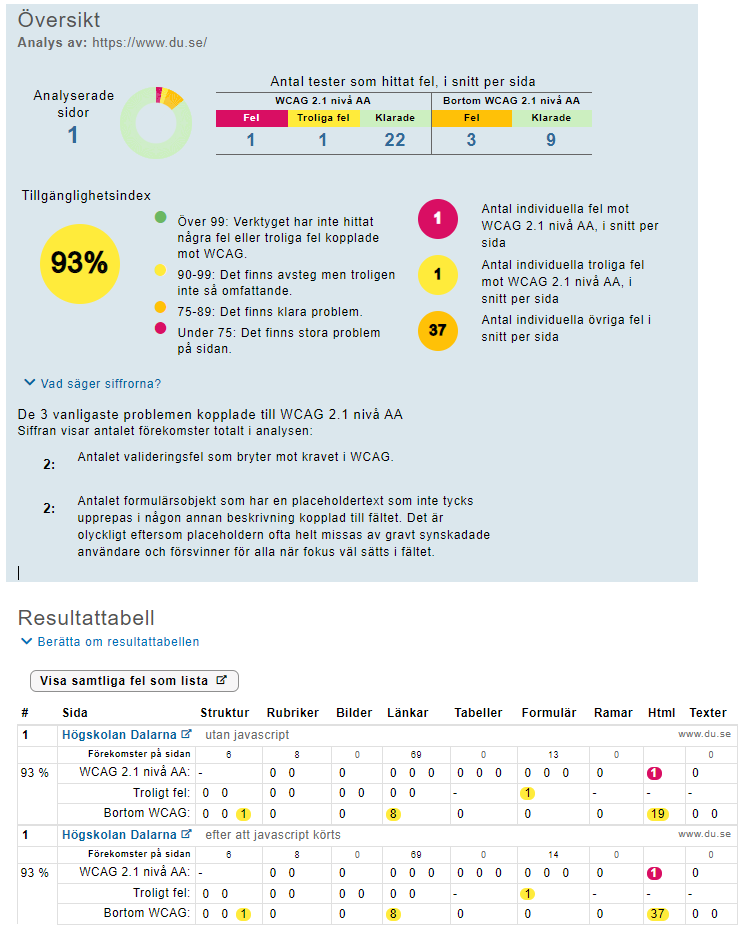 Översikt
Analys av: https://www.du.se/
Analyserade
sidor
1
Antal tester som hittat fel, i snitt per sida
WCAG 2.1 nivå AA Bortom WCAG 2.1 nivå AA
Fel Troliga fel Klarade Fel Klarade
1 1 22 3 9
Tillgänglighetsindex
93%
Över 99: Verktyget har inte hittat
några fel eller troliga fel kopplade
mot WCAG.
90-99: Det finns avsteg men troligen
inte så omfattande.
75-89: Det finns klara problem.
Under 75: Det finns stora problem
på sidan.
1
Antal individuella fel mot
WCAG 2.1 nivå AA, i snitt per
sida
1
Antal individuella troliga fel
mot WCAG 2.1 nivå AA, i
snitt per sida
37
Antal individuella övriga fel i
snitt per sida
Vad säger siffrorna?
De 3 vanligaste problemen kopplade till WCAG 2.1 nivå AA
Siffran visar antalet förekomster totalt i analysen:
2: Antalet valideringsfel som bryter mot kravet i WCAG.
2: Antalet formulärsobjekt som har en placeholdertext som inte tycks
upprepas i någon annan beskrivning kopplad till fältet. Det är
olyckligt eftersom placeholdern ofta helt missas av gravt synskadade
användare och försvinner för alla när fokus väl sätts i fältet.
Resultattabell
Berätta om resultattabellen
Visa samtliga fel som lista
# Sida Struktur Rubriker Bilder Länkar Tabeller Formulär Ramar Html Texter
1 Högskolan Dalarna utan javascript www.du.se
Förekomster på sidan 6 8 0 69 0 13 0 0
93 % WCAG 2.1 nivå AA: - 0 0 0 0 0 0 0 0 0 0 0 0 0 1 0
Troligt fel: 0 0 0 0 0 0 0 0 - 1 - - -
Bortom WCAG: 0 0 1 0 0 8 0 0 0 19 0 0
1 Högskolan Dalarna efter att javascript körts www.du.se
Förekomster på sidan 6 8 0 69 0 14 0 0
93 % WCAG 2.1 nivå AA: - 0 0 0 0 0 0 0 0 0 0 0 0 0 1 0
Troligt fel: 0 0 0 0 0 0 0 0 - 1 - - -
Bortom WCAG: 0 0 1 0 0 8 0 0 0 37 0 0